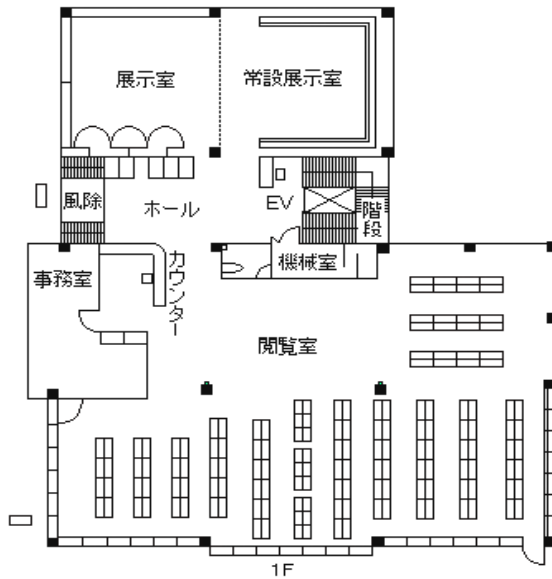 展示室
常設展示室
風除
ホール
EV
階段
事務室
カウンター
機械室
閲覧室
1F